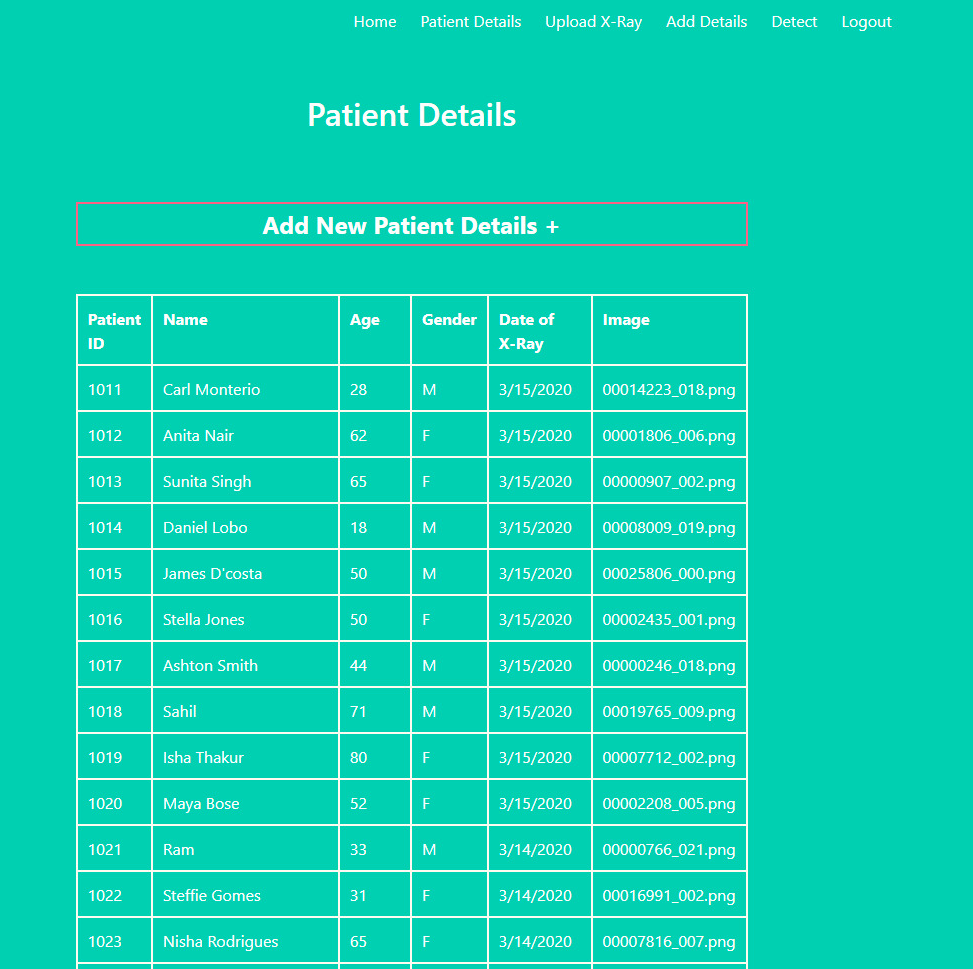 Home Patient Details Upload X-Ray Add Details Detect Logout
Patient Details
Add New Patient Details +
Patient ID Name Age Gender Date of X-Ray Image
1011 Carl Monterio 28 M 3/15/2020 00014223_018.png
1012 Anita Nair 62 F 3/15/2020 00001806_006.png
1013 Sunita Singh 65 F 3/15/2020 00000907_002.png
1014 Daniel Lobo 18 M 3/15/2020 00008009_019.png
1015 James D'costa 50 M 3/15/2020 00025806_000.png
1016 Stella Jones 50 F 3/15/2020 00002435_001.png
1017 Ashton Smith 44 M 3/15/2020 00000246_018.png
1018 Sahil 71 M 3/15/2020 00019765_009.png
1019 Isha Thakur 80 F 3/15/2020 00007712_002.png
1020 Maya Bose 52 F 3/15/2020 00002208_005.png
1021 Ram 33 M 3/14/2020 00000766_021.png
1022 Steffie Gomes 31 F 3/14/2020 00016991_002.png
1023 Nisha Rodrigues 65 F 3/14/2020 00007816_007.png